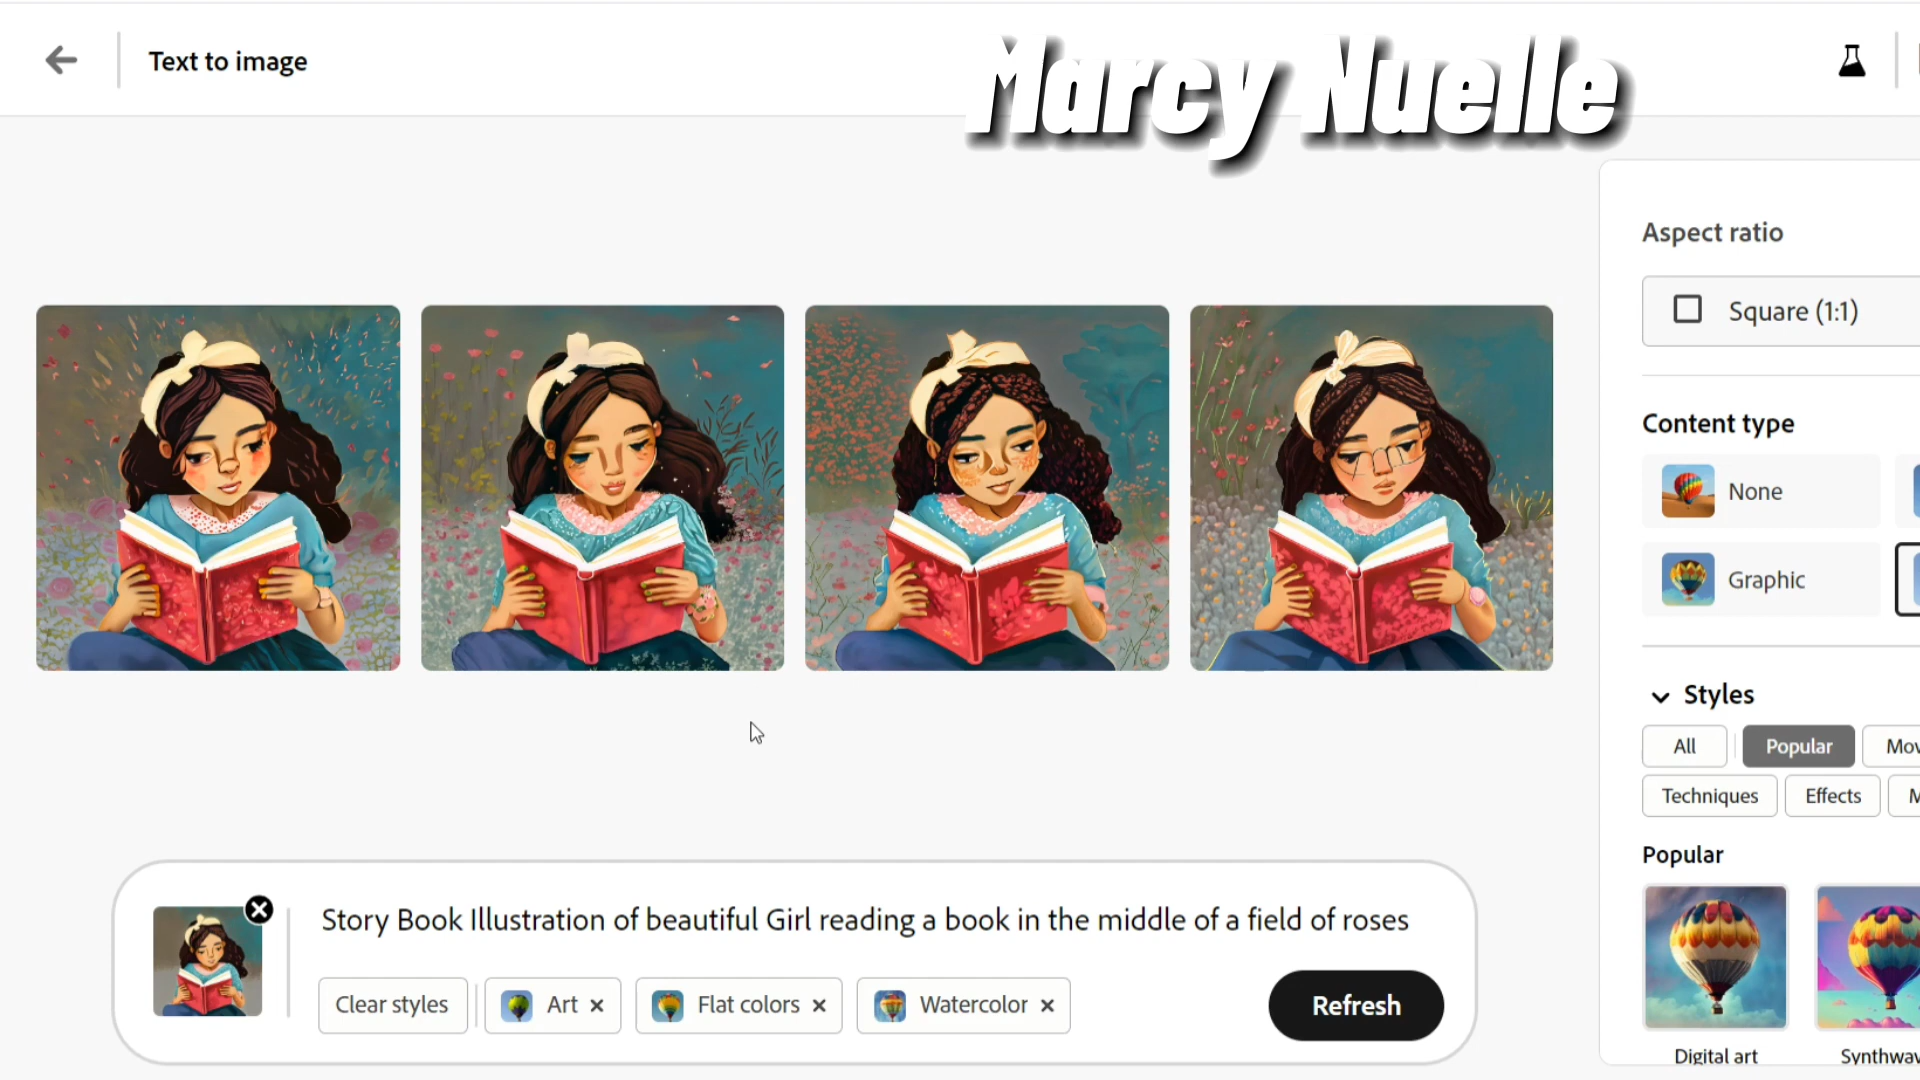 Text to image
Marcy Nuelle
Aspect ratio
Square (1:1)
Content type
None
Graphic
Styles
All
Popular
Mov
Techniques
Effects
M
Popular
Digital art
Synthwav
Story Book Illustration of beautiful Girl reading a book in the middle of a field of roses
Clear styles
Art
Flat colors
Watercolor
Refresh